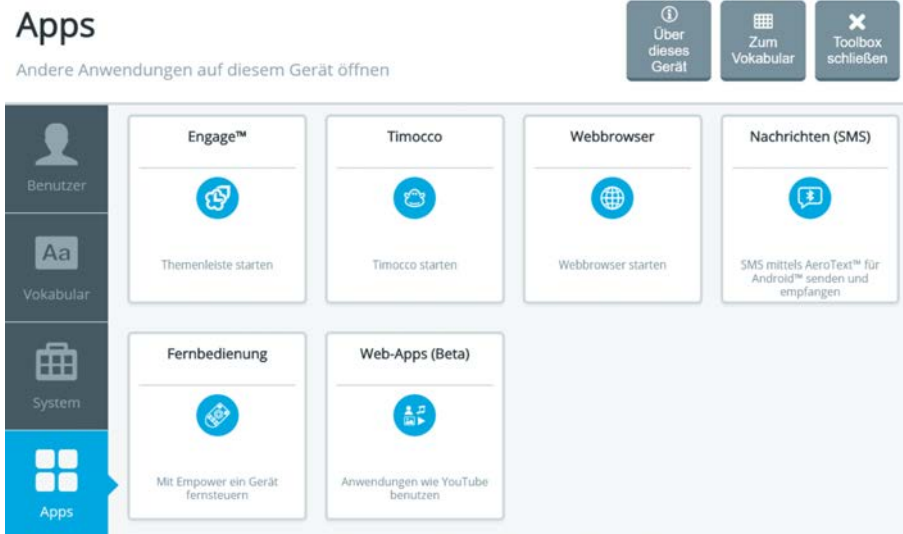 Apps
Andere Anwendungen auf diesem Gerät öffnen
Über
dieses
Gerät
Zum
Vokabular
Toolbox
schließen
Benutzer
Aa
Vokabular
System
Apps
Engage™
Themenleiste starten
Timocco
Timocco starten
Webbrowser
Webbrowser starten
Nachrichten (SMS)
SMS mittels AeroText™ für
Android™ senden und
empfangen
Fernbedienung
Mit Empower ein Gerät
fernsteuern
Web-Apps (Beta)
Anwendungen wie YouTube
benutzen